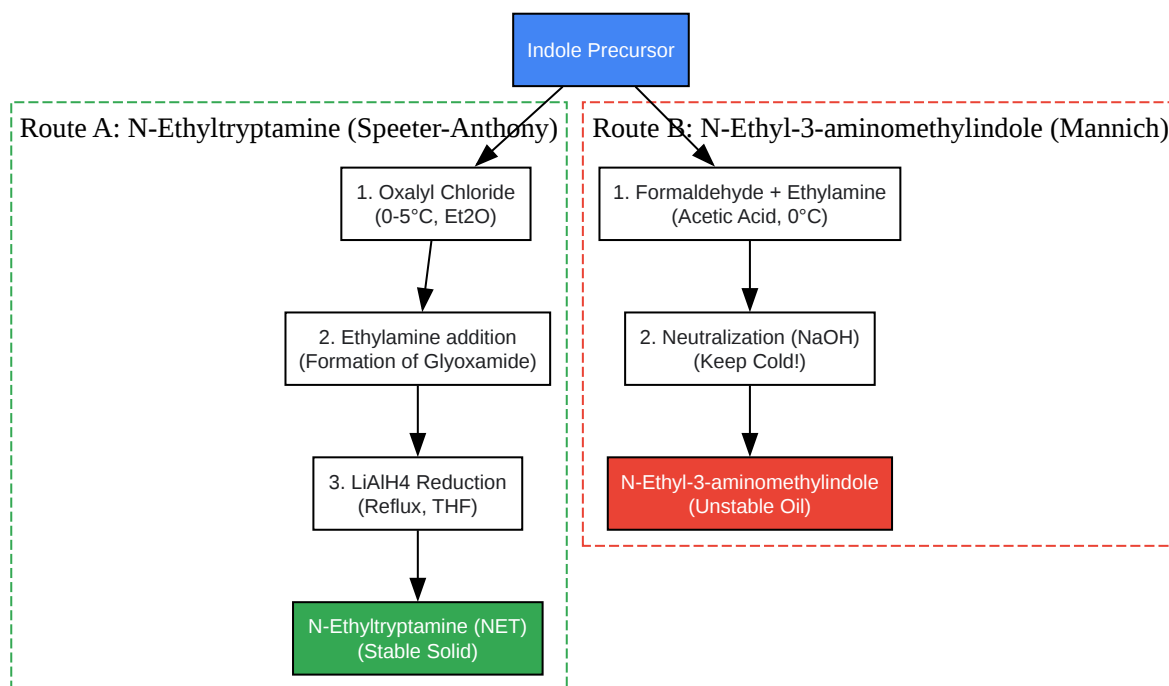 Indole Precursor
Route A: N-Ethyltryptamine (Speeter-Anthony)
1. Oxalyl Chloride
(0-5°C, Et2O)
2. Ethylamine addition
(Formation of Glyoxamide)
3. LiAlH4 Reduction
(Reflux, THF)
N-Ethyltryptamine (NET)
(Stable Solid)
Route B: N-Ethyl-3-aminomethylindole (Mannich)
1. Formaldehyde + Ethylamine
(Acetic Acid, 0°C)
2. Neutralization (NaOH)
(Keep Cold!)
N-Ethyl-3-aminomethylindole
(Unstable Oil)